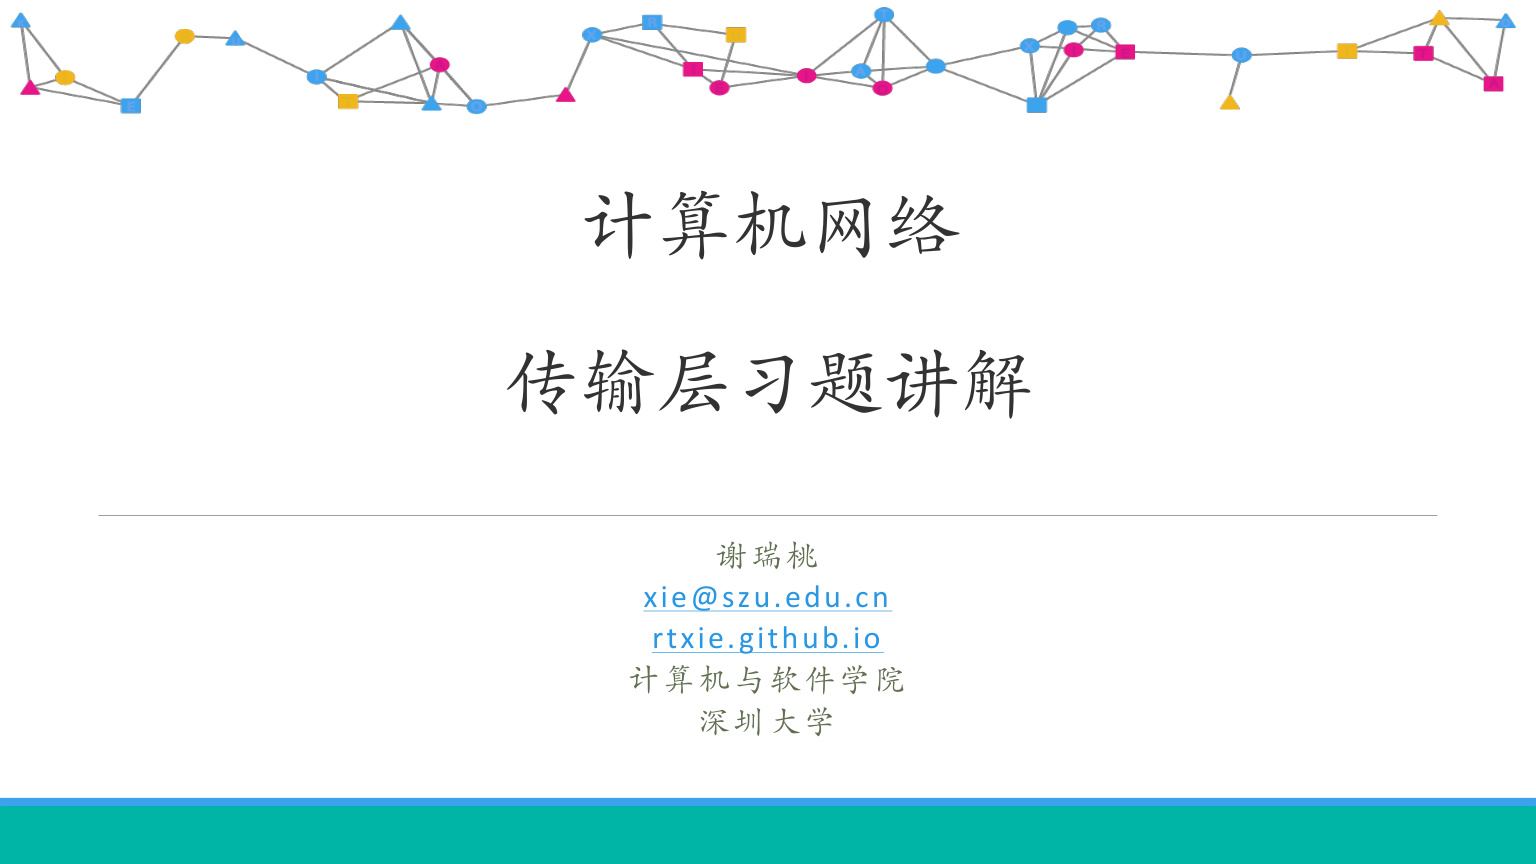 计算机网络
传输层习题讲解
谢瑞桃
xie@szu.edu.cn
rtxie.github.io
计算机与软件学院
深圳大学